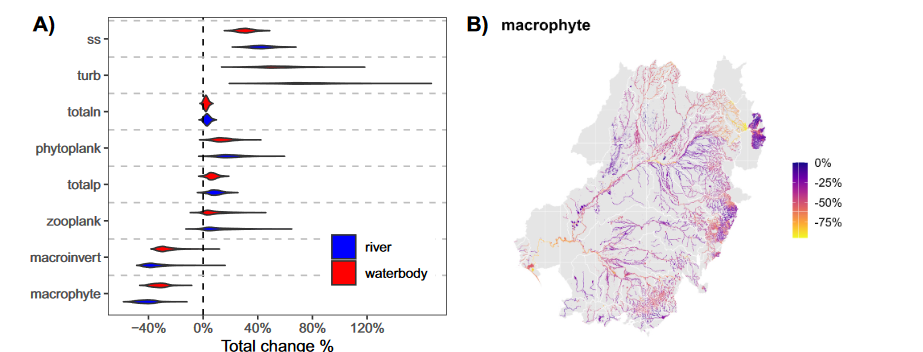 A)
ss
turb
totaln
phytoplank
totalp
zooplank
macroinvert
macrophyte
river
waterbody
−40% 0% 40% 80% 120%
Total change %
B) macrophyte
0%
-25%
-50%
-75%